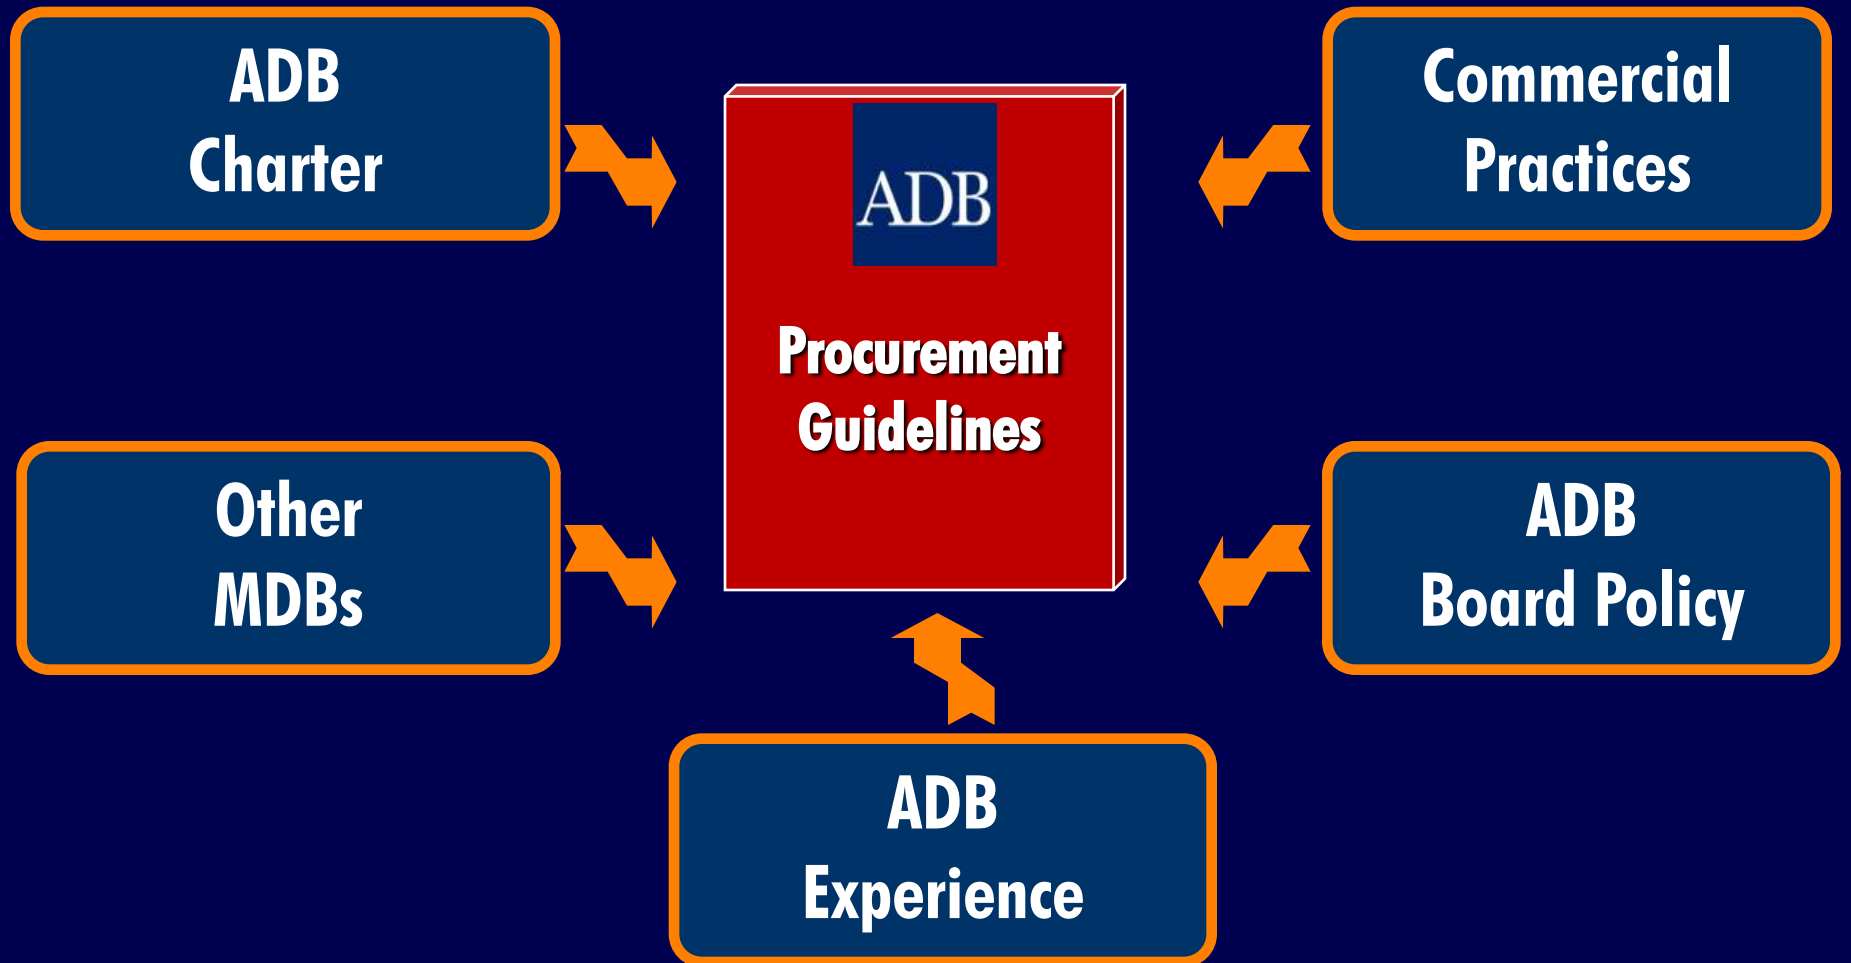 ADB
Charter
Commercial
Practices
ADB
Procurement
Guidelines
Other
MDBs
ADB
Board Policy
ADB
Experience